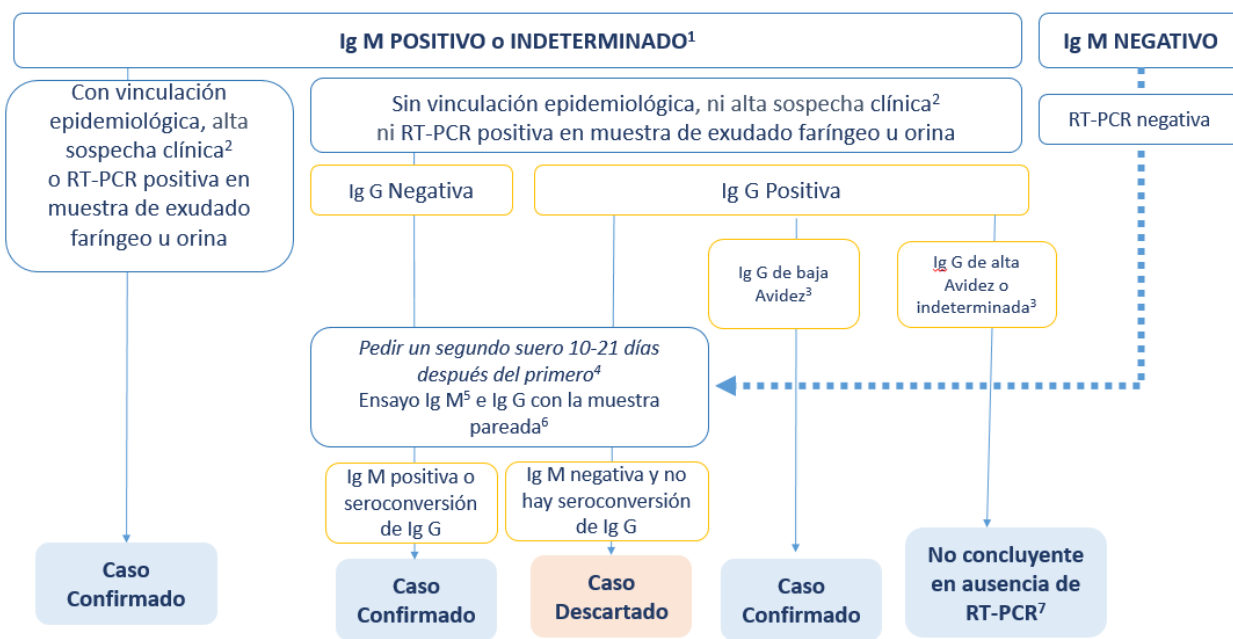 Ig M POSITIVO o INDETERMINADO¹
Ig M NEGATIVO
Con vinculación
epidemiológica, alta
sospecha clínica²
o RT-PCR positiva en
muestra de exudado
faríngeo u orina
Sin vinculación epidemiológica, ni alta sospecha clínica²
ni RT-PCR positiva en muestra de exudado faríngeo u orina
RT-PCR negativa
Ig G Negativa
Ig G Positiva
Ig G de baja
Avidez³
Ig G de alta
Avidez o
indeterminada³
Pedir un segundo suero 10-21 días
después del primero⁴
Ensayo Ig M⁵ e Ig G con la muestra
pareada⁶
Ig M positiva o
seroconversión
de Ig G
Ig M negativa y no
hay seroconversión
de Ig G
Caso
Confirmado
Caso
Confirmado
Caso
Descartado
Caso
Confirmado
No concluyente
en ausencia de
RT-PCR⁷